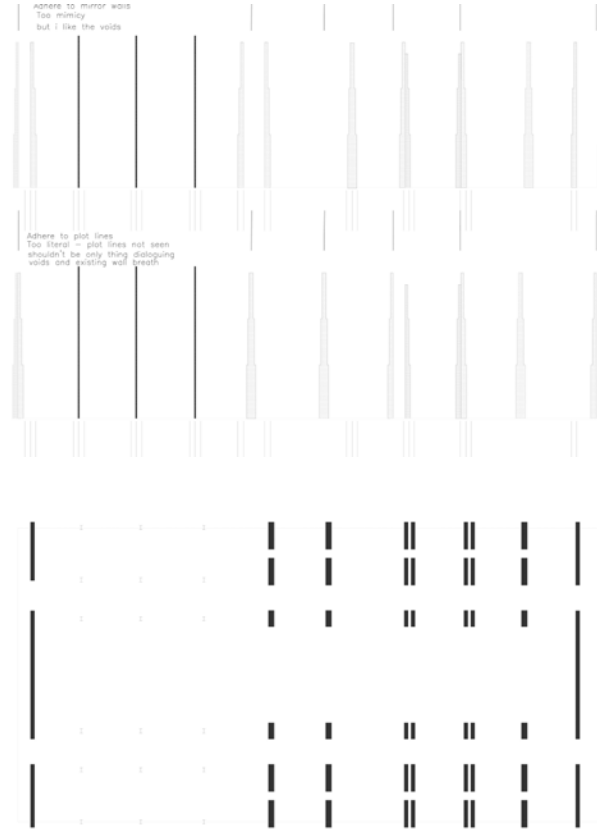 Adhere to mirror walls
Too mimicy
but i like the voids
Adhere to plot lines
Too literal – plot lines not seen
shouldn't be only thing dialoguing
voids and existing wall breath